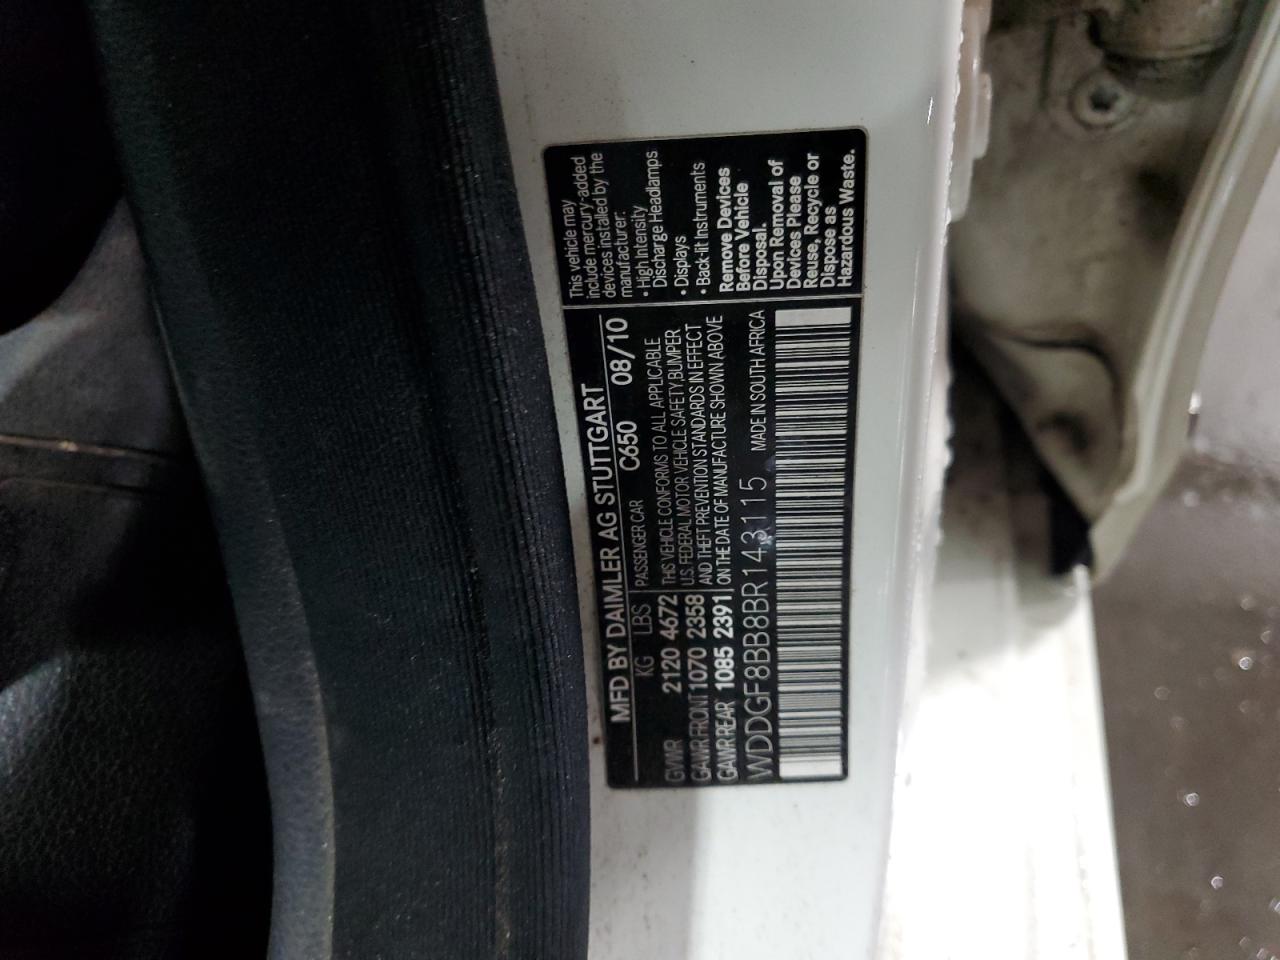 MFD BY DAIMLER AG STUTTGART
KG LBS PASSENGER CAR C650 08/10
GVWR 2120 4672 THIS VEHICLE CONFORMS TO ALL APPLICABLE
GAWR FRONT 1070 2358 U.S. FEDERAL MOTOR VEHICLE SAFETY, BUMPER
GAWR REAR 1085 2391 AND THEFT PREVENTION STANDARDS IN EFFECT
ON THE DATE OF MANUFACTURE SHOWN ABOVE
WDDGF8BB8BR143115 MADE IN SOUTH AFRICA
This vehicle may
include mercury-added
devices installed by the
manufacturer:
• High Intensity
Discharge Headlamps
• Displays
• Back-lit Instruments
Remove Devices
Before Vehicle
Disposal.
Upon Removal of
Devices Please
Reuse, Recycle or
Dispose as
Hazardous Waste.